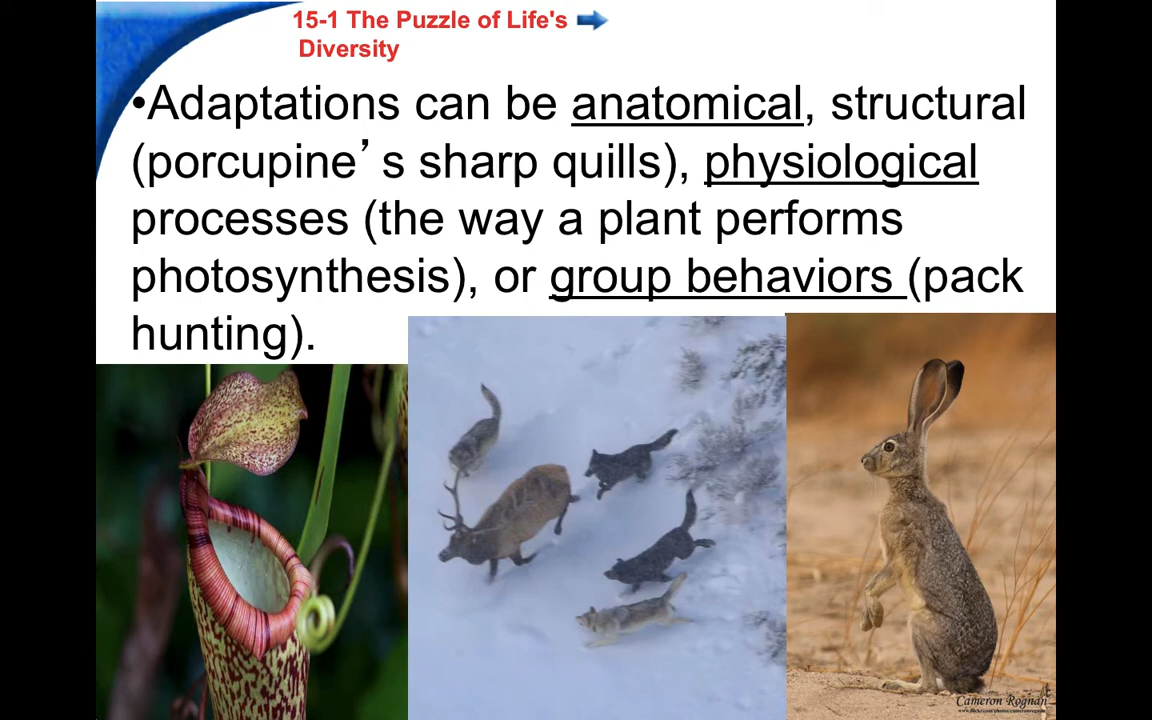 15-1 The Puzzle of Life's
Diversity
•Adaptations can be anatomical, structural
(porcupine’s sharp quills), physiological
processes (the way a plant performs
photosynthesis), or group behaviors (pack
hunting).
Cameron Rognan